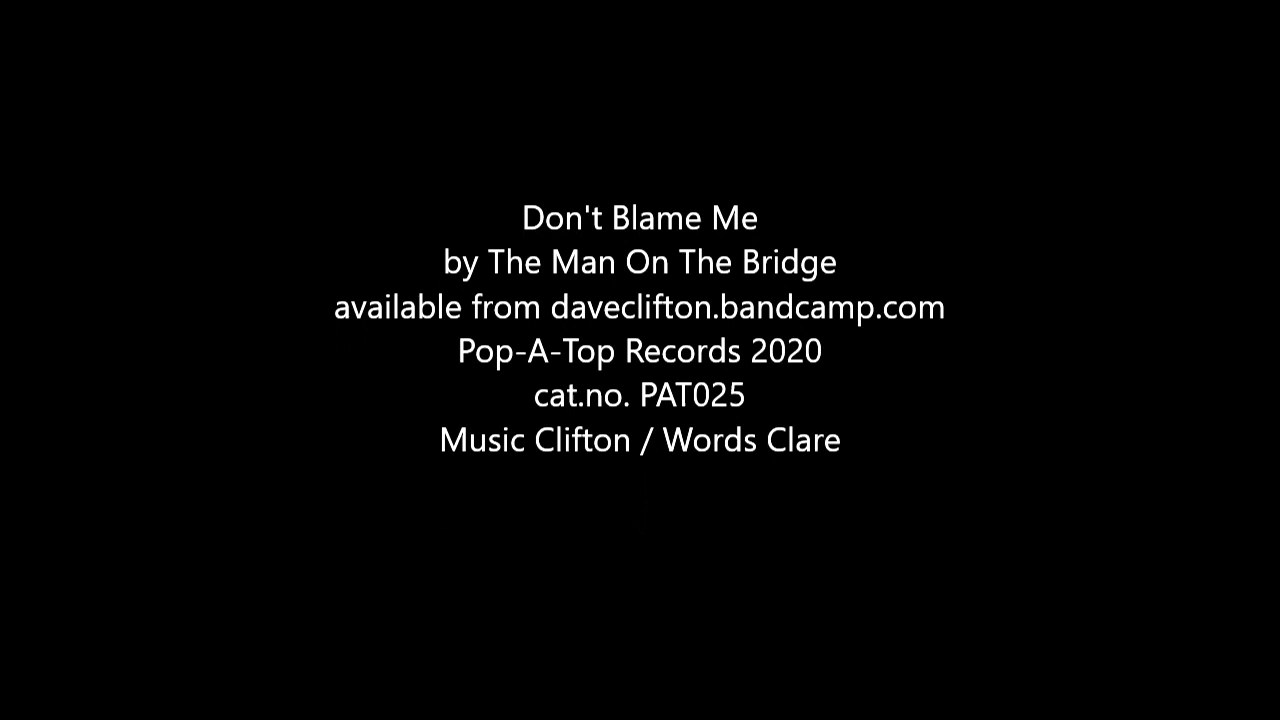 Don't Blame Me
by The Man On The Bridge
available from daveclifton.bandcamp.com
Pop-A-Top Records 2020
cat.no. PAT025
Music Clifton / Words Clare